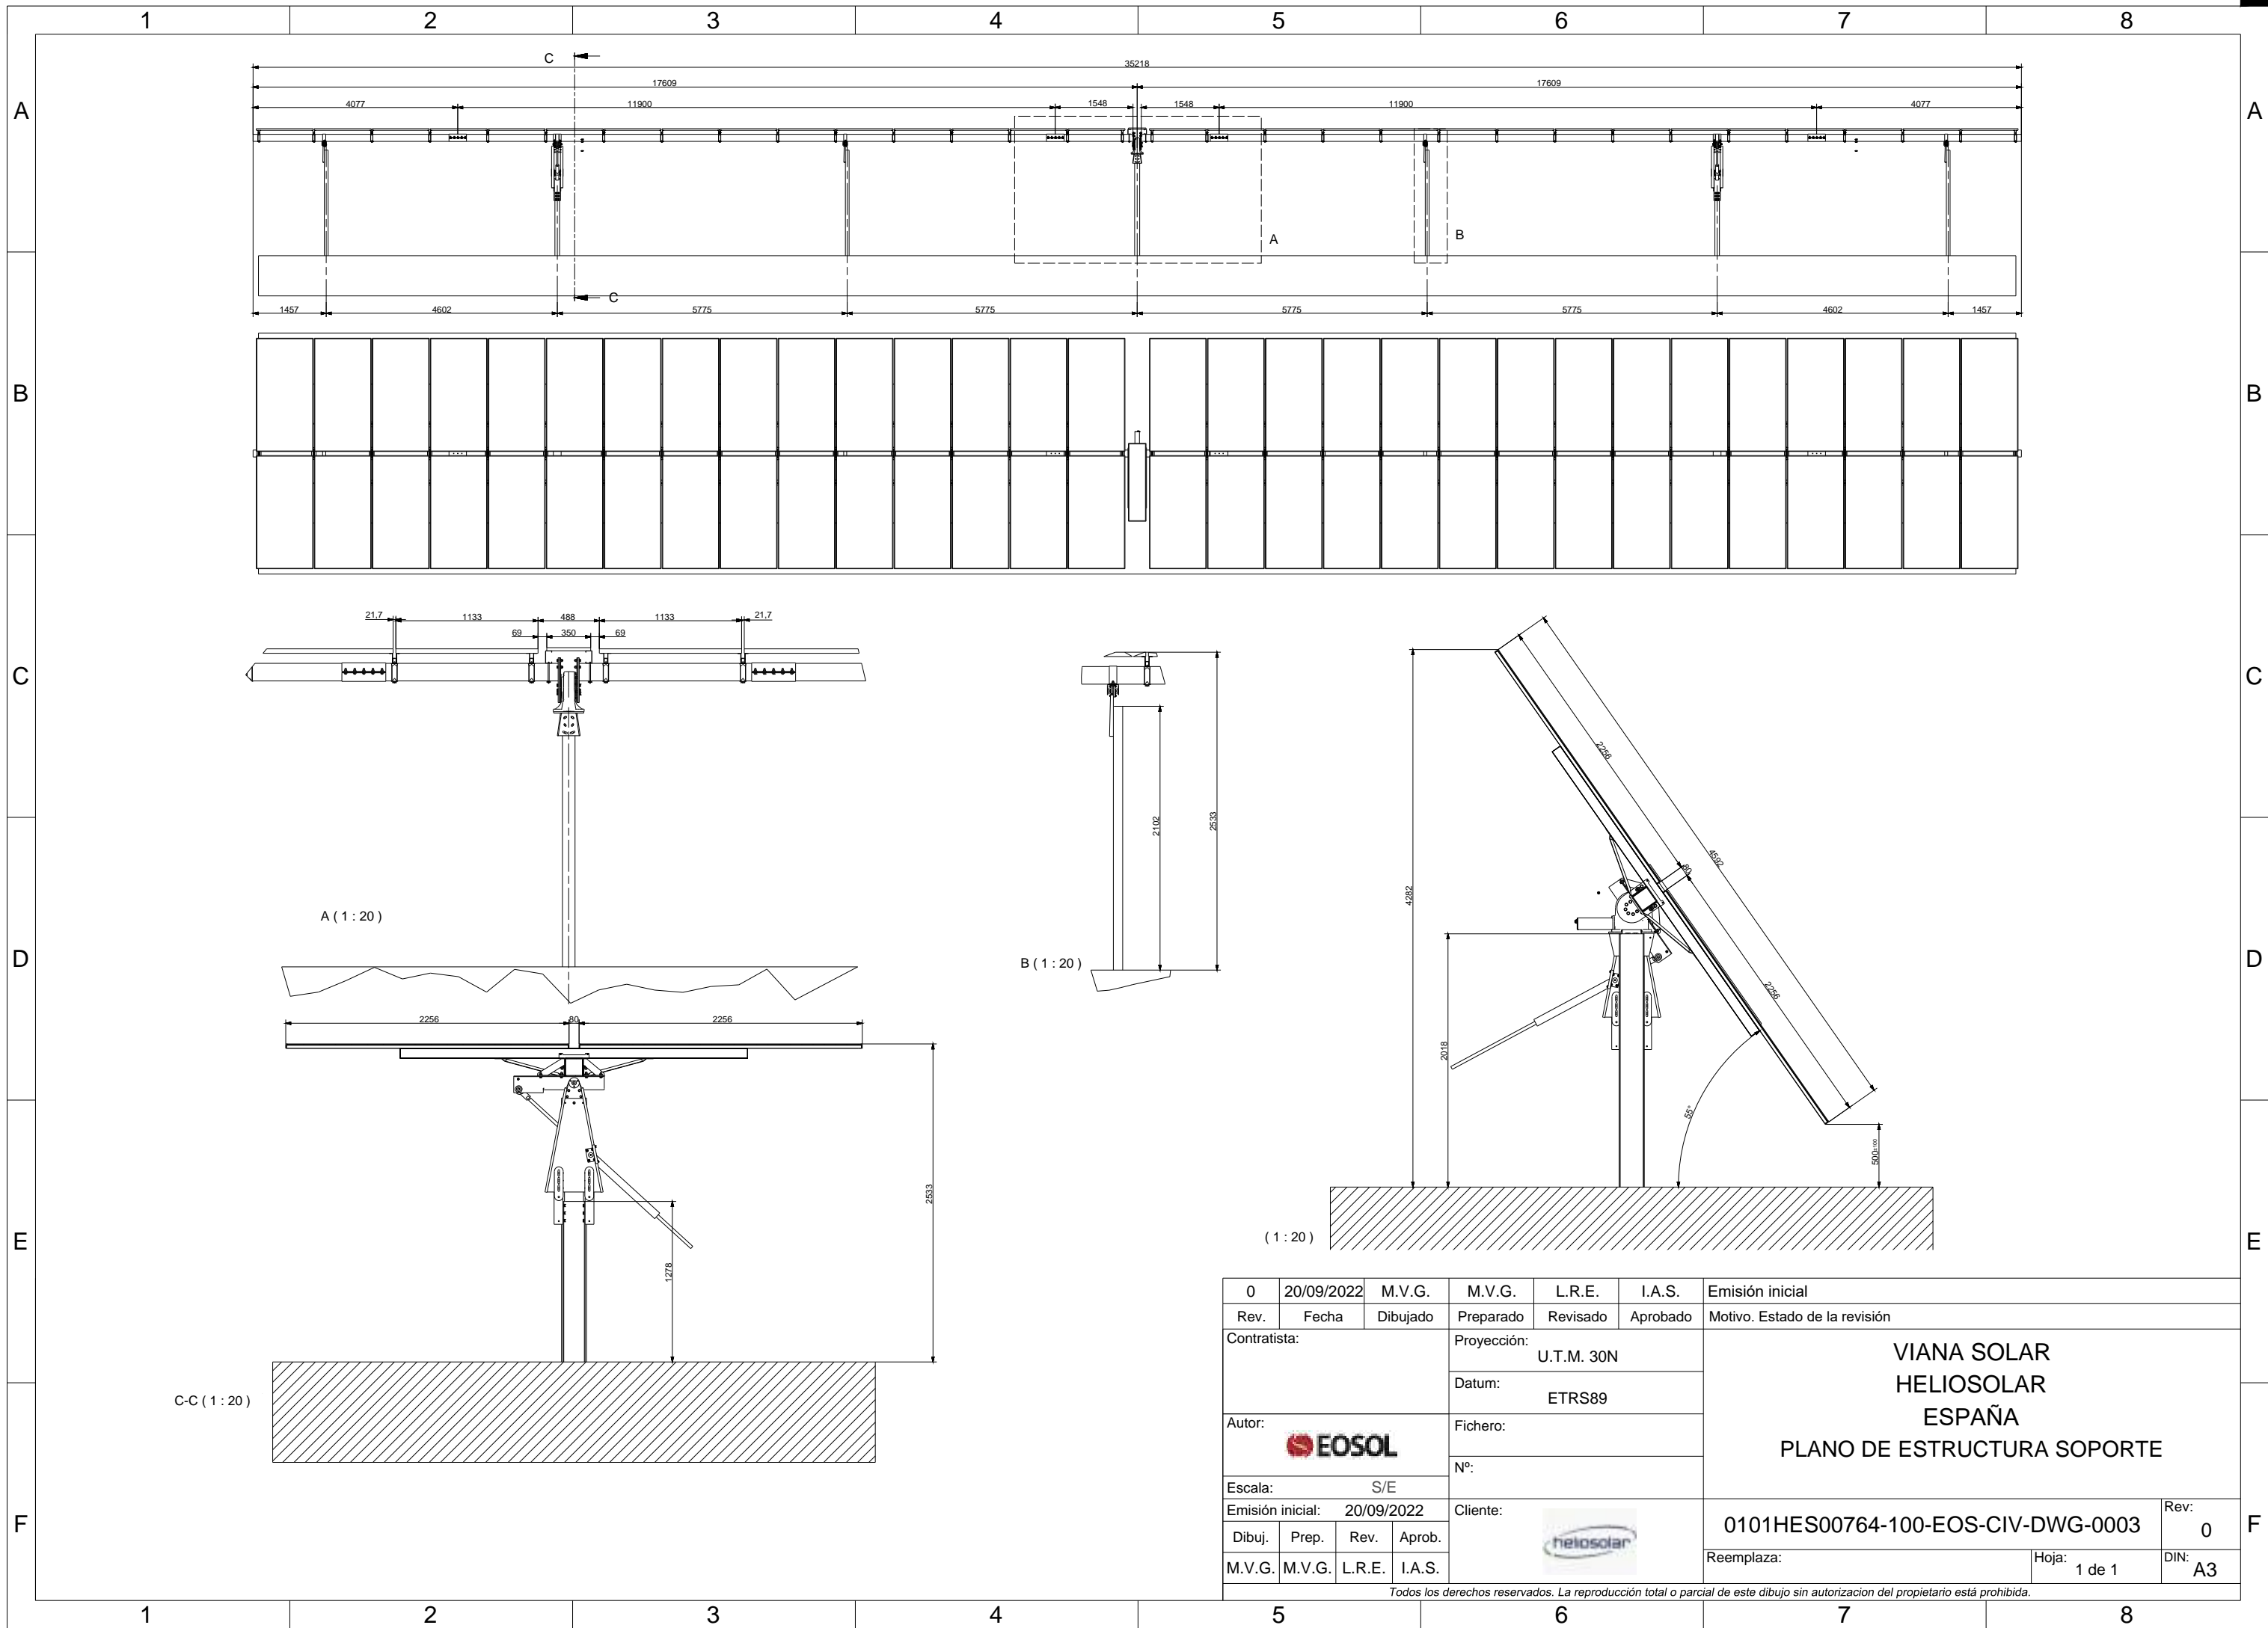 1 2 3 4 5 6 7 8
C
35218
17609 17609
4077 11900 1548 1548 11900 4077
A A
A B
C
1457 4602 5775 5775 5775 5775 4602 1457
B B
21,7 1133 488 1133 21,7
69 350 69
C C
2102
2533
A ( 1 : 20 )
B ( 1 : 20 )
D D
2256
4592
80
4282
2256
2018
55°
500±100
( 1 : 20 )
2256 80 2256
2533
1278
E E
C-C ( 1 : 20 )
0 20/09/2022 M.V.G. M.V.G. L.R.E. I.A.S. Emisión inicial
Rev. Fecha Dibujado Preparado Revisado Aprobado Motivo. Estado de la revisión
Contratista:
Proyección:
U.T.M. 30N
Datum:
ETRS89
VIANA SOLAR
HELIOSOLAR
ESPAÑA
PLANO DE ESTRUCTURA SOPORTE
Autor:
EOSOL
Fichero:
Nº:
Escala: S/E
Emisión inicial: 20/09/2022
Cliente:
heliosolar
0101HES00764-100-EOS-CIV-DWG-0003
Rev:
0
Dibuj. Prep. Rev. Aprob.
M.V.G. M.V.G. L.R.E. I.A.S.
Reemplaza:
Hoja:
1 de 1
DIN:
A3
Todos los derechos reservados. La reproducción total o parcial de este dibujo sin autorizacion del propietario está prohibida.
F F
1 2 3 4 5 6 7 8